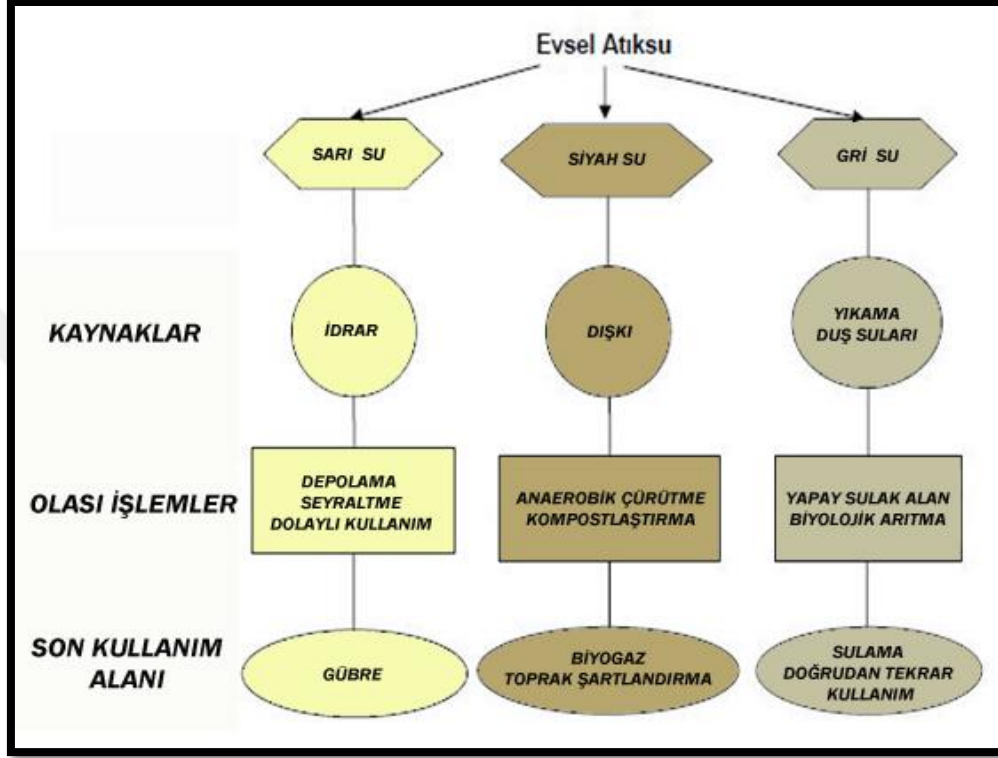 Evsel Atıksu
SARI SU
SİYAH SU
GRİ SU
KAYNAKLAR
İDRAR
DIŞKI
YIKAMA
DUŞ SULARI
OLASI İŞLEMLER
DEPOLAMA
SEYRALTME
DOLAYLI KULLANIM
ANAEROBİK ÇÜRÜTME
KOMPOSTLAŞTIRMA
YAPAY SULAK ALAN
BİYOLOJİK ARITMA
SON KULLANIM
ALANI
GÜBRE
BİYOGAZ
TOPRAK ŞARTLANDIRMA
SULAMA
DOĞRUDAN TEKRAR
KULLANIM